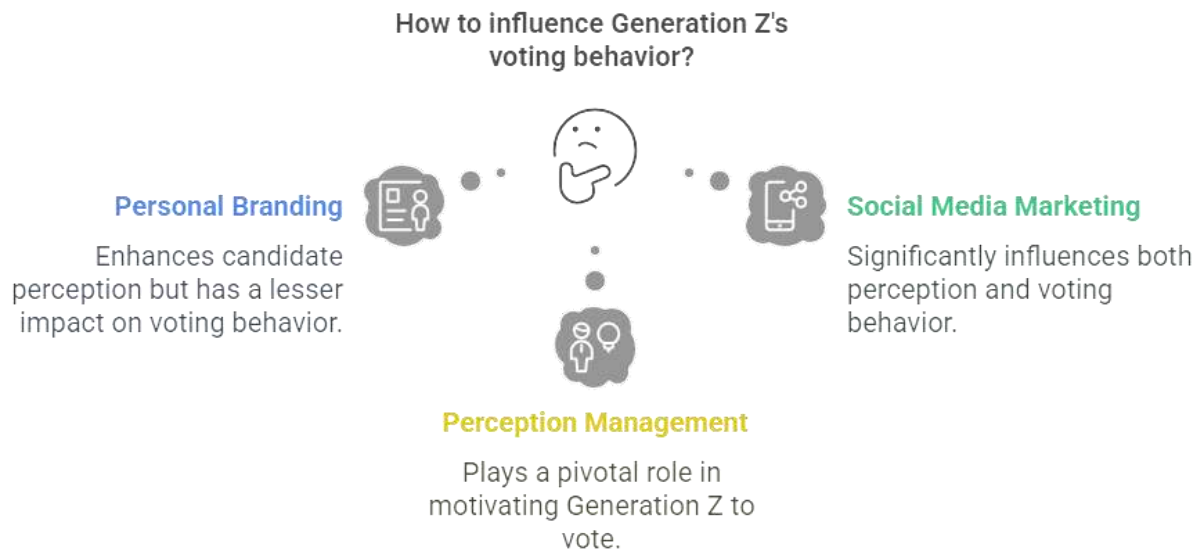 How to influence Generation Z's
voting behavior?
Personal Branding
Enhances candidate
perception but has a lesser
impact on voting behavior.
Social Media Marketing
Significantly influences both
perception and voting
behavior.
Perception Management
Plays a pivotal role in
motivating Generation Z to
vote.